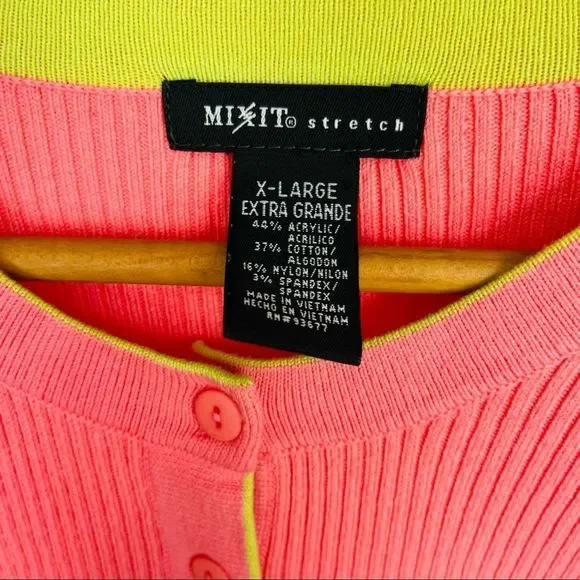 MIXIT® stretch
X-LARGE
EXTRA GRANDE
44% ACRYLIC/
ACRILICO
37% COTTON/
ALGODON
16% NYLON/NILON
3% SPANDEX/
SPANDEX
MADE IN VIETNAM
HECHO EN VIETNAM
RN#93677